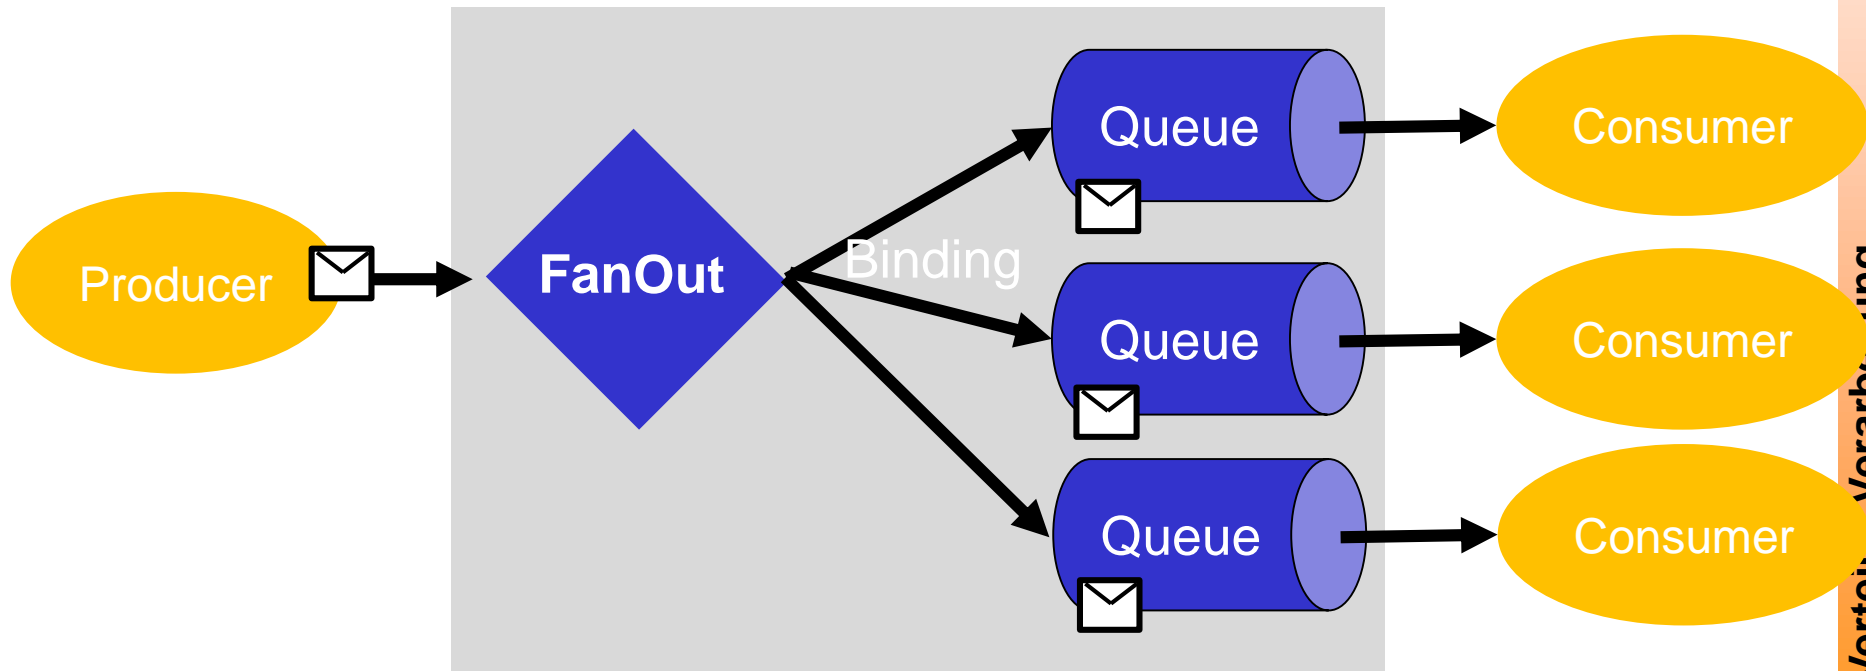 Producer
FanOut
Binding
Queue
Consumer
Queue
Consumer
Queue
Consumer